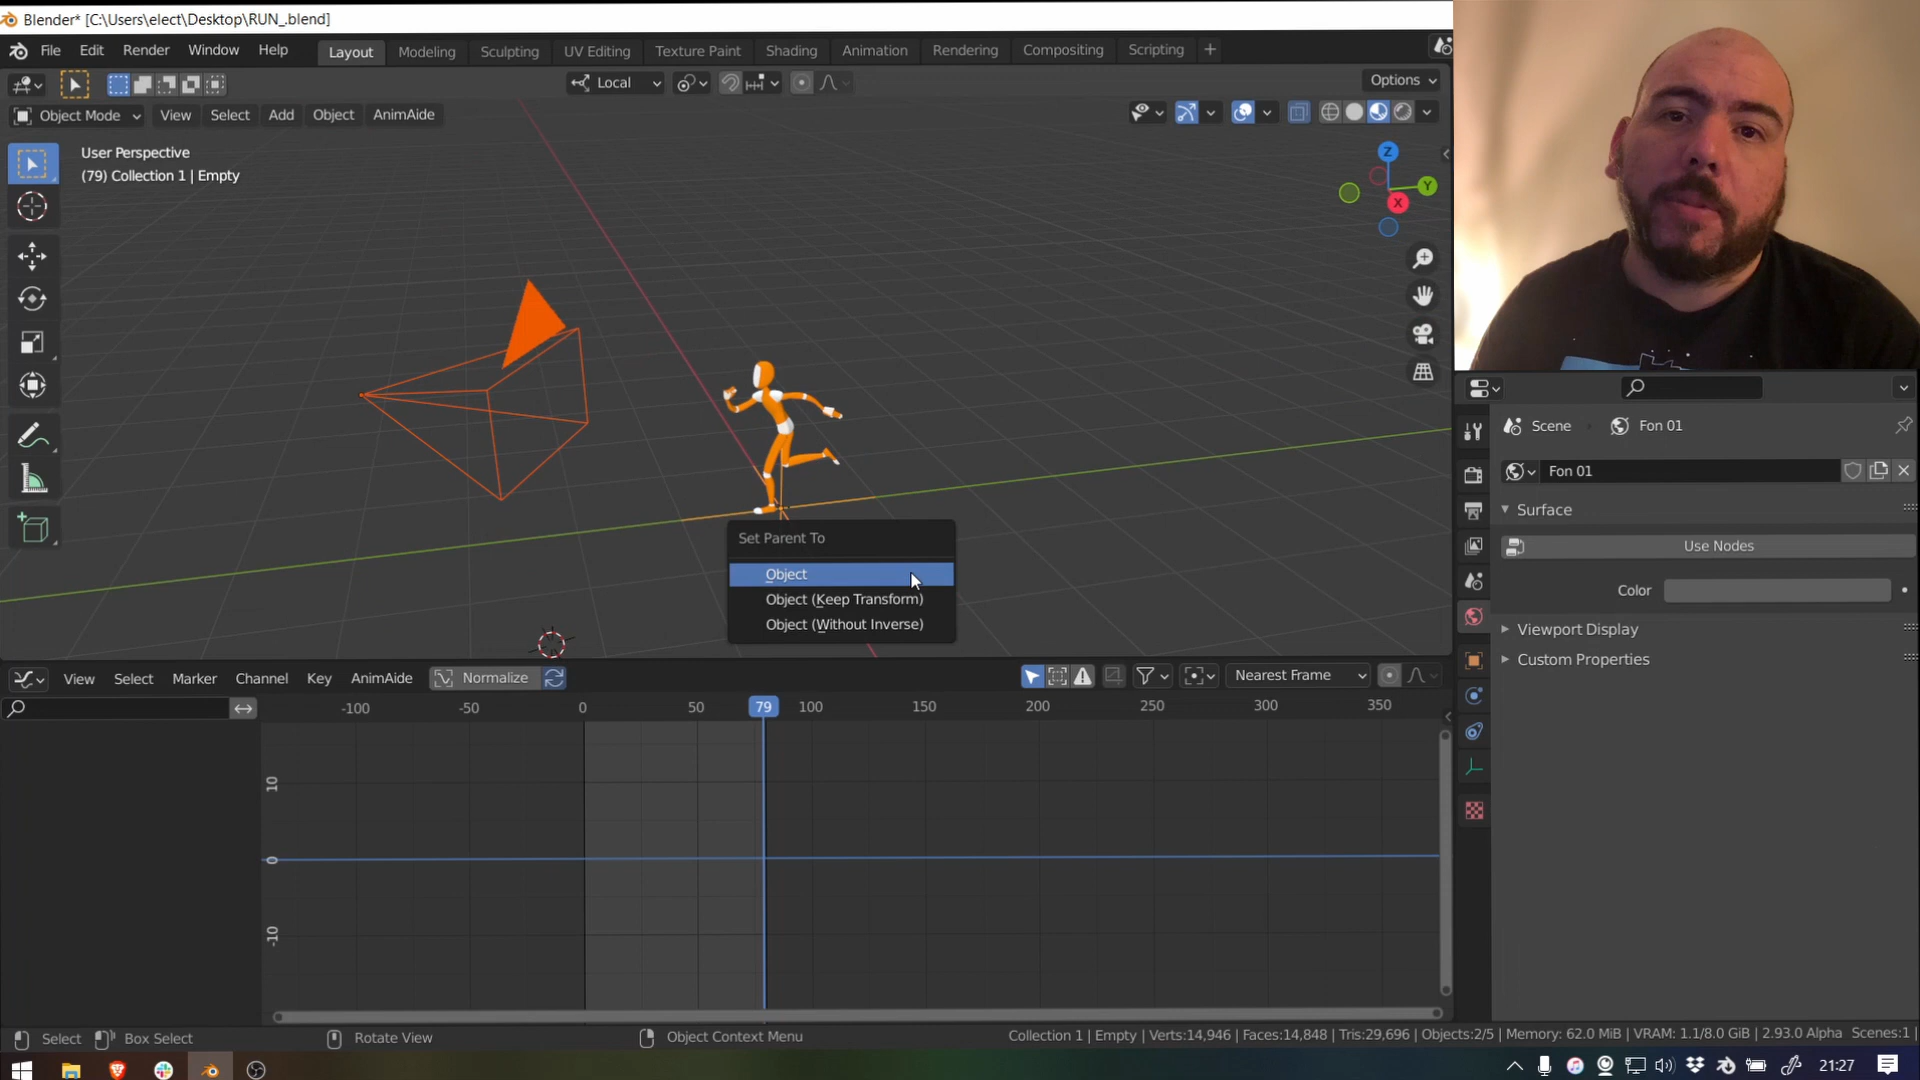 Blender* [C:\Users\elect\Desktop\RUN_.blend]
File Edit Render Window Help Layout Modeling Sculpting UV Editing Texture Paint Shading Animation Rendering Compositing Scripting +
Local Options
Object Mode View Select Add Object AnimAide
User Perspective
(79) Collection 1 | Empty
Z
Y
X
Set Parent To
Object
Object (Keep Transform)
Object (Without Inverse)
Scene Fon 01
Fon 01
Surface
Use Nodes
Color
Viewport Display
Custom Properties
View Select Marker Channel Key AnimAide Normalize Nearest Frame
-100 -50 0 50 79 100 150 200 250 300 350
10
0
-10
Select Box Select Rotate View Object Context Menu Collection 1 | Empty | Verts:14,946 | Faces:14,848 | Tris:29,696 | Objects:2/5 | Memory: 62.0 MiB | VRAM: 1.1/8.0 GiB | 2.93.0 Alpha Scenes:1
21:27